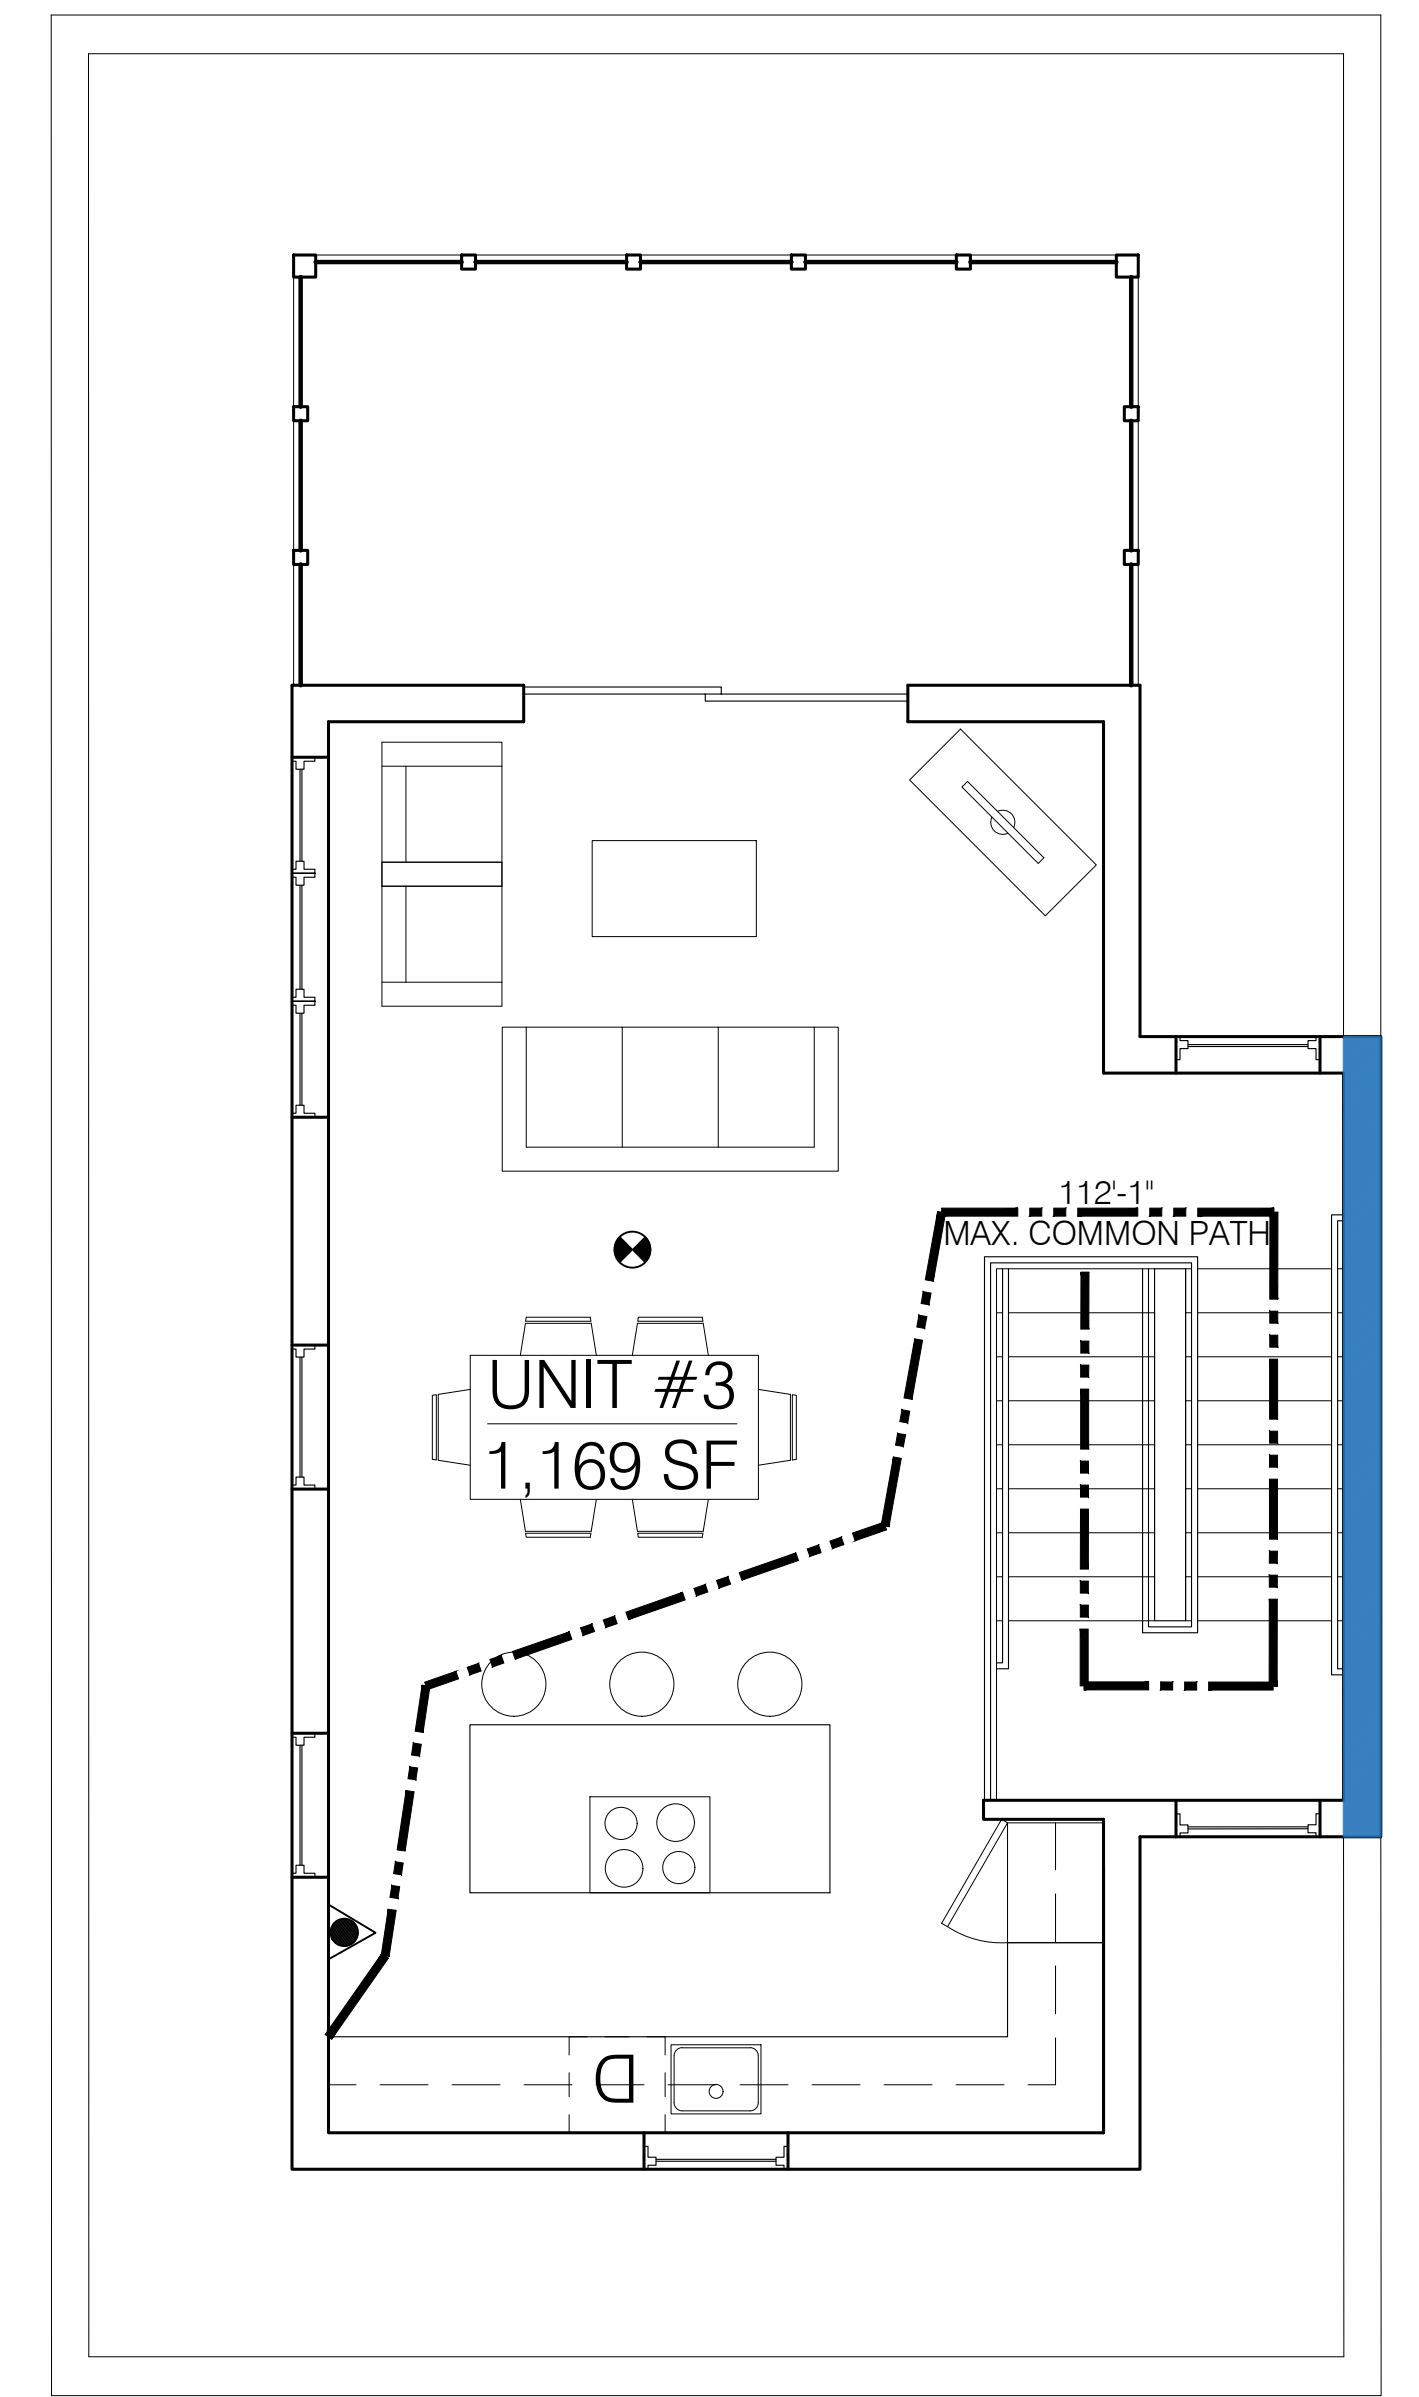 112'-1"
MAX. COMMON PATH
UNIT #3
1,169 SF
D